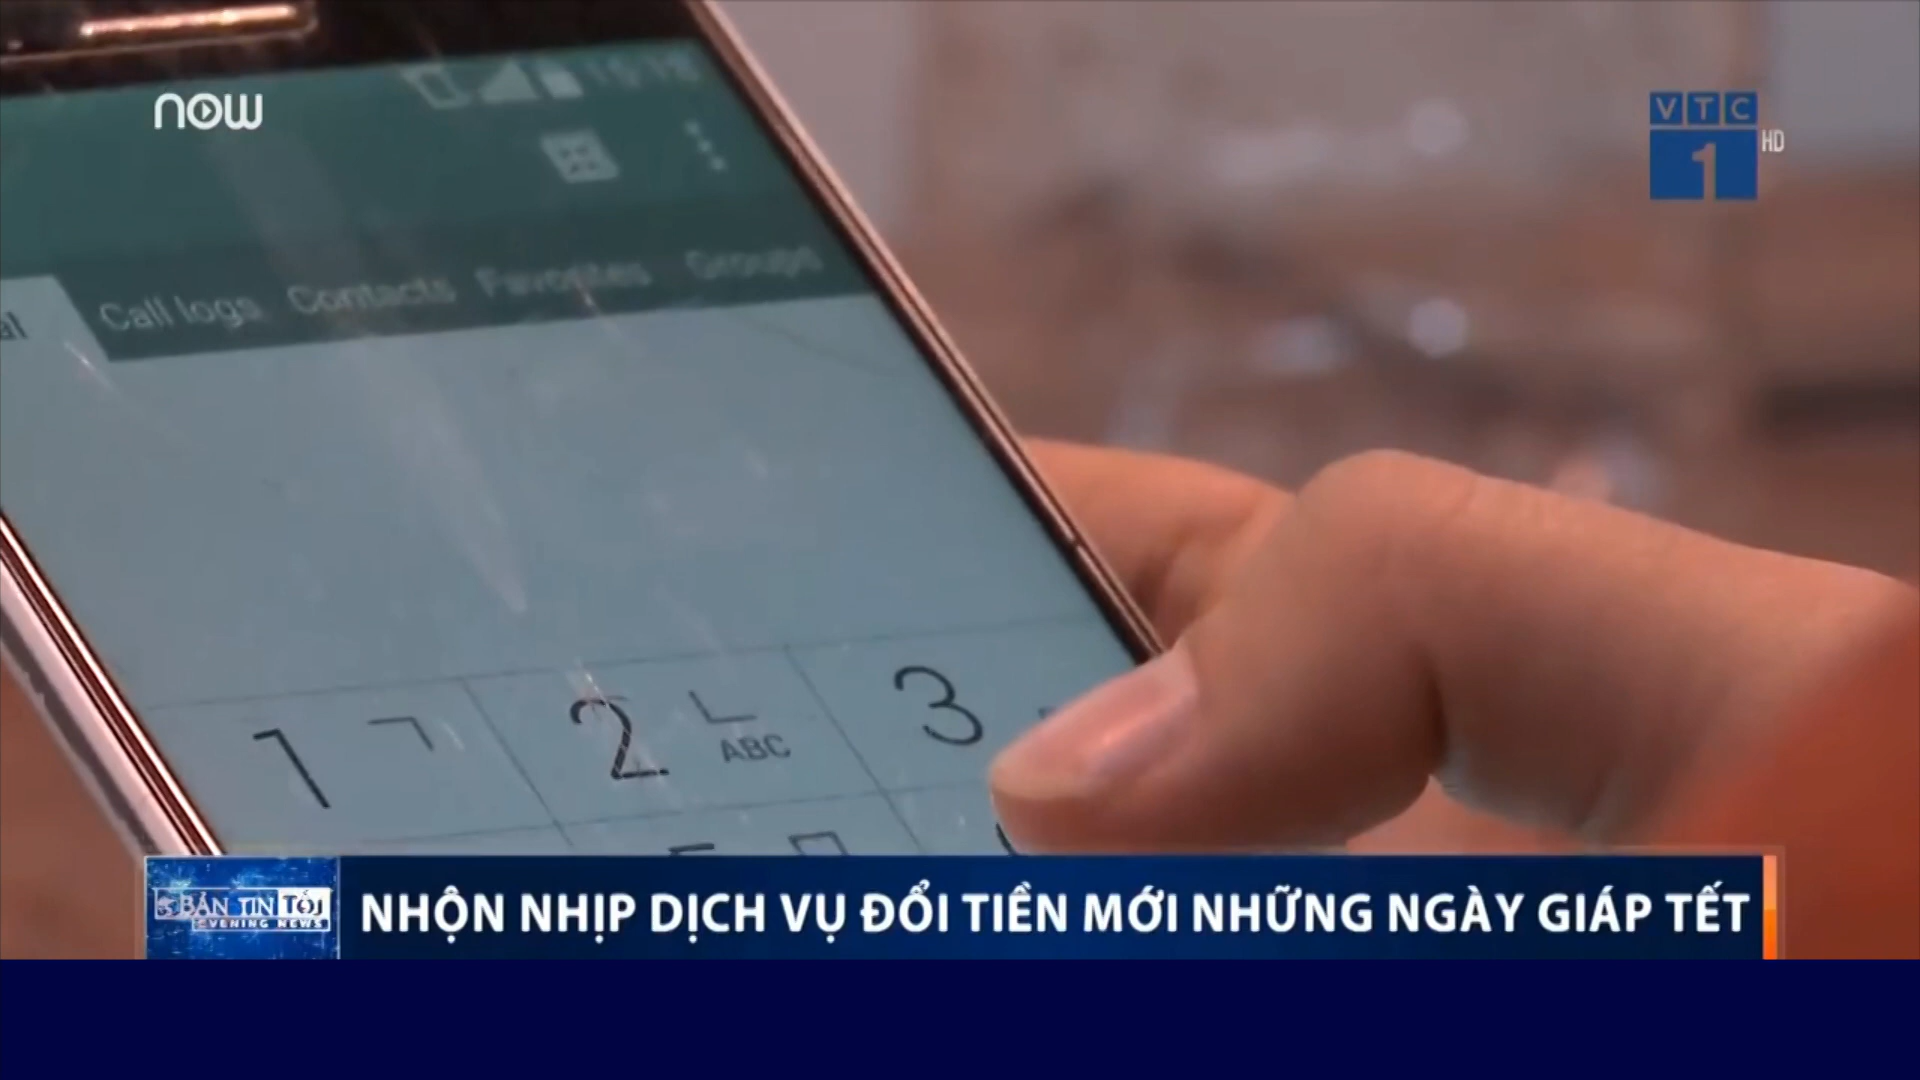 now
VTC
1 HD
Call logs Contacts Favorites Groups
1 ㄱ 2 ㄴ 3
ABC
BẢN TIN TỐI
EVENING NEWS
NHỘN NHỊP DỊCH VỤ ĐỔI TIỀN MỚI NHỮNG NGÀY GIÁP TẾT